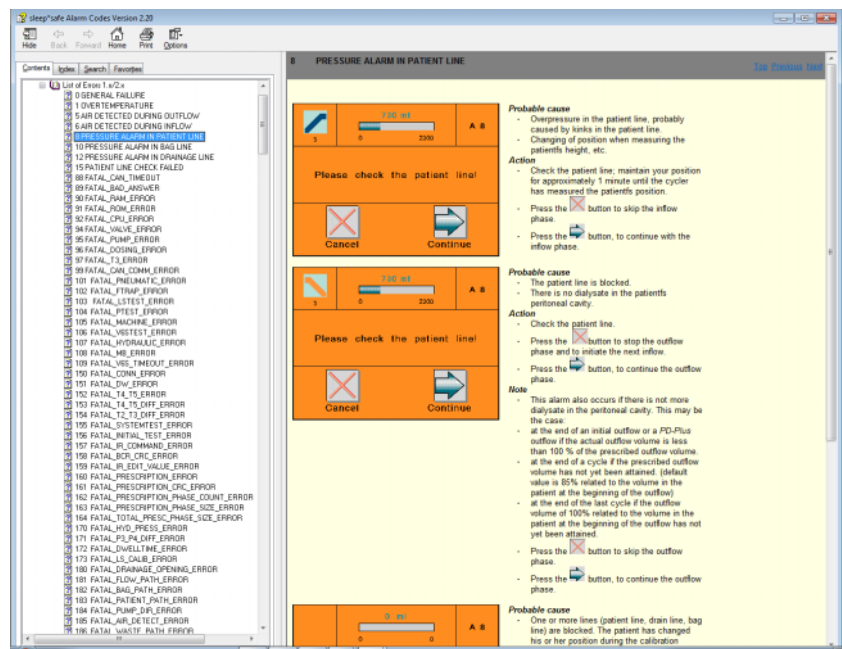 sleep*safe Alarm Codes Version 2.20
Hide Back Forward Home Print Options
Contents Index Search Favorites
List of Errors 1.x/2.x
0 GENERAL FAILURE
1 OVERTEMPERATURE
5 AIR DETECTED DURING OUTFLOW
6 AIR DETECTED DURING INFLOW
8 PRESSURE ALARM IN PATIENT LINE
10 PRESSURE ALARM IN BAG LINE
12 PRESSURE ALARM IN DRAINAGE LINE
15 PATIENT LINE CHECK FAILED
88 FATAL_CAN_TIMEOUT
89 FATAL_BAD_ANSWER
90 FATAL_RAM_ERROR
91 FATAL_ROM_ERROR
92 FATAL_CPU_ERROR
94 FATAL_VALVE_ERROR
95 FATAL_PUMP_ERROR
96 FATAL_DOSING_ERROR
97 FATAL_T3_ERROR
99 FATAL_CAN_COMM_ERROR
101 FATAL_PNEUMATIC_ERROR
102 FATAL_FTRAP_ERROR
103 FATAL_LSTEST_ERROR
104 FATAL_PTEST_ERROR
105 FATAL_MACHINE_ERROR
106 FATAL_VGSTEST_ERROR
107 FATAL_HYDRAULIC_ERROR
108 FATAL_MB_ERROR
109 FATAL_VGS_TIMEOUT_ERROR
150 FATAL_CONN_ERROR
151 FATAL_DW_ERROR
152 FATAL_T4_T5_ERROR
153 FATAL_T4_T5_DIFF_ERROR
154 FATAL_T2_T3_DIFF_ERROR
155 FATAL_SYSTEMTEST_ERROR
156 FATAL_INITIAL_TEST_ERROR
157 FATAL_IR_COMMAND_ERROR
158 FATAL_BCR_CRC_ERROR
159 FATAL_IR_EDIT_VALUE_ERROR
160 FATAL_PRESCRIPTION_ERROR
161 FATAL_PRESCRIPTION_CRC_ERROR
162 FATAL_PRESCRIPTION_PHASE_COUNT_ERROR
163 FATAL_PRESCRIPTION_PHASE_SIZE_ERROR
164 FATAL_TOTAL_PRESC_PHASE_SIZE_ERROR
170 FATAL_HYD_PRESS_ERROR
171 FATAL_P3_P4_DIFF_ERROR
172 FATAL_DWELLTIME_ERROR
173 FATAL_LS_CALIB_ERROR
180 FATAL_DRAINAGE_OPENING_ERROR
181 FATAL_FLOW_PATH_ERROR
182 FATAL_BAG_PATH_ERROR
183 FATAL_PATIENT_PATH_ERROR
184 FATAL_PUMP_DIR_ERROR
185 FATAL_AIR_DETECT_ERROR
186 FATAL_WASTE_PATH_ERROR
8 PRESSURE ALARM IN PATIENT LINE
Top Previous Next
730 ml
A 8
3 0 2300
Please check the patient line!
Cancel Continue
Probable cause
- Overpressure in the patient line, probably
caused by kinks in the patient line.
- Changing of position when measuring the
patientfs height, etc.
Action
- Check the patient line; maintain your position
for approximately 1 minute until the cycler
has measured the patientfs position.
- Press the button to skip the inflow
phase.
- Press the button, to continue with the
inflow phase.
730 ml
A 8
3 0 2300
Please check the patient line!
Cancel Continue
Probable cause
- The patient line is blocked.
- There is no dialysate in the patientfs
peritoneal cavity.
Action
- Check the patient line.
- Press the button to stop the outflow
phase and to initiate the next inflow.
- Press the button, to continue the outflow
phase.
Note
- This alarm also occurs if there is not more
dialysate in the peritoneal cavity. This may be
the case:
- at the end of an initial outflow or a PD-Plus
outflow if the actual outflow volume is less
than 100 % of the prescribed outflow volume.
- at the end of a cycle if the prescribed outflow
volume has not yet been attained. (default
value is 85% related to the volume in the
patient at the beginning of the outflow)
- at the end of the last cycle if the outflow
volume of 100% related to the volume in the
patient at the beginning of the outflow has not
yet been attained.
- Press the button to skip the outflow
phase.
- Press the button, to continue the outflow
phase.
0 ml
A 8
0 0
Probable cause
- One or more lines (patient line, drain line, bag
line) are blocked. The patient has changed
his or her position during the calibration